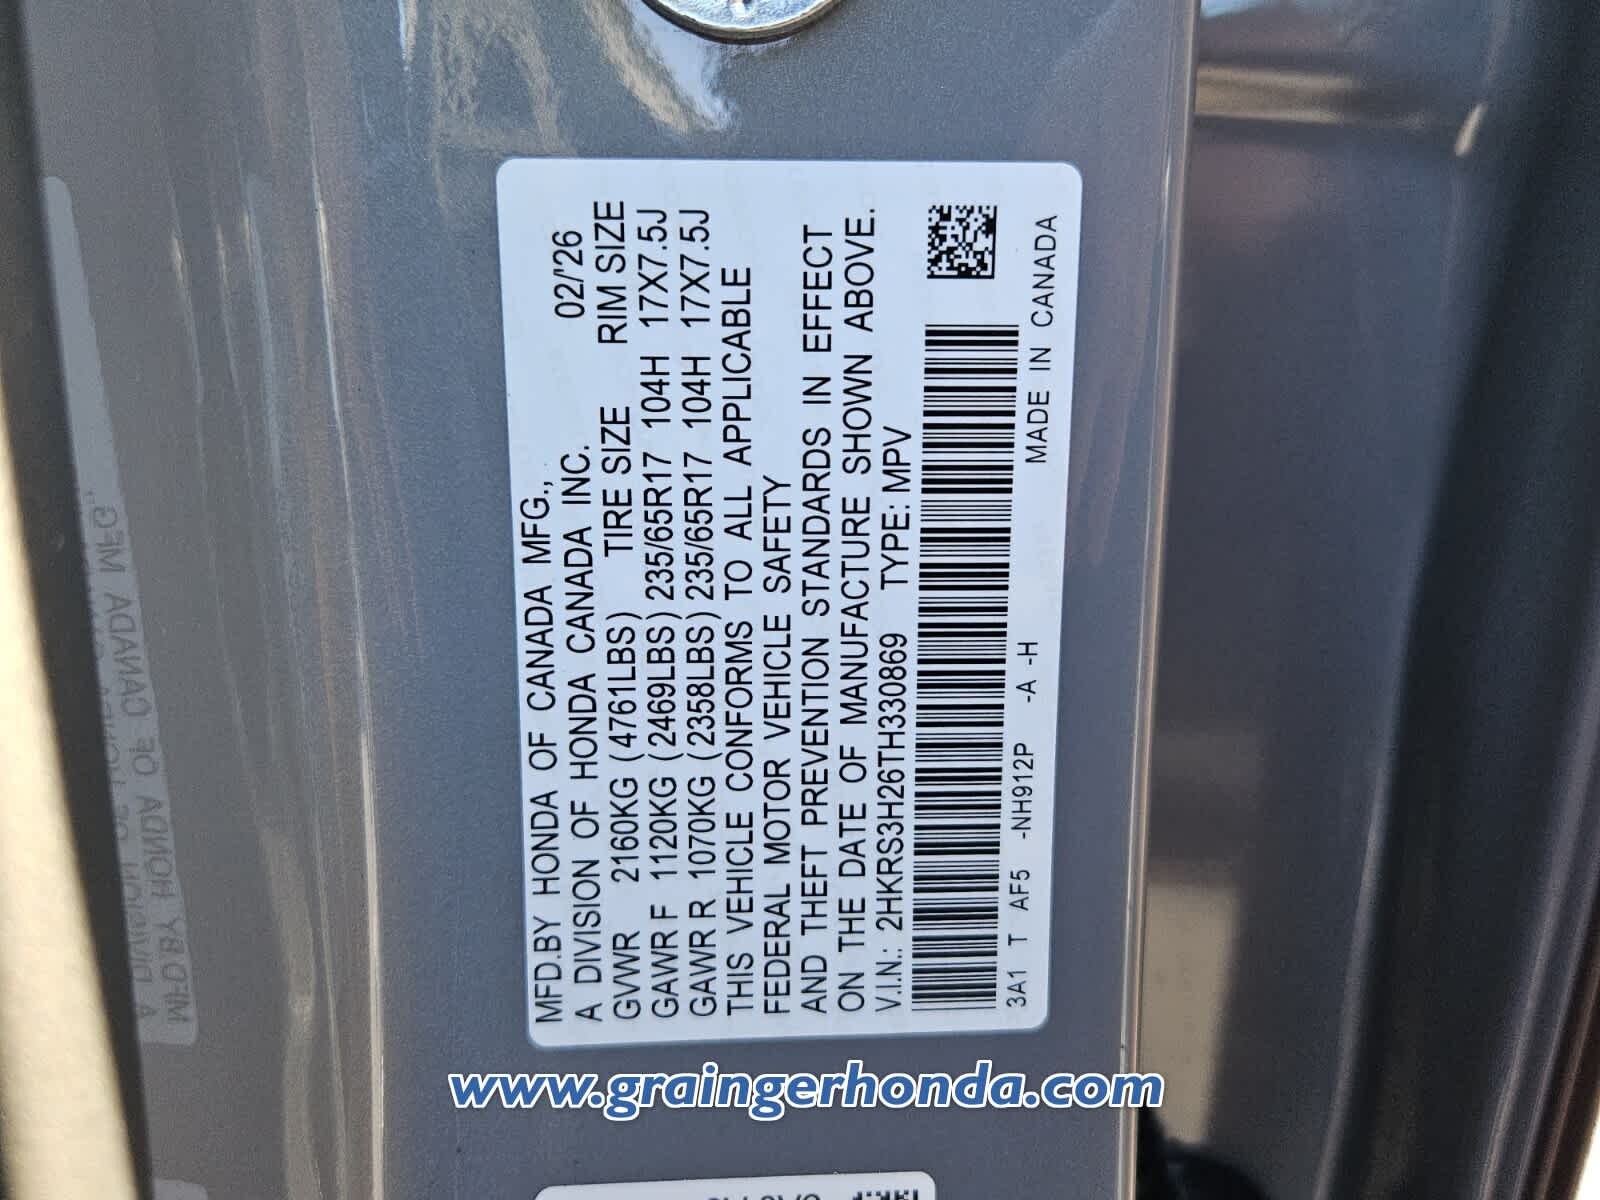 MFD.BY HONDA OF CANADA MFG.,
A DIVISION OF HONDA CANADA INC. 02/'26
GVWR 2160KG (4761LBS) TIRE SIZE RIM SIZE
GAWR F 1120KG (2469LBS) 235/65R17 104H 17X7.5J
GAWR R 1070KG (2358LBS) 235/65R17 104H 17X7.5J
THIS VEHICLE CONFORMS TO ALL APPLICABLE
FEDERAL MOTOR VEHICLE SAFETY
AND THEFT PREVENTION STANDARDS IN EFFECT
ON THE DATE OF MANUFACTURE SHOWN ABOVE.
V.I.N.: 2HKRS3H26TH330869 TYPE: MPV
3A1 T AF5 -NH912P -A -H MADE IN CANADA
www.graingerhonda.com